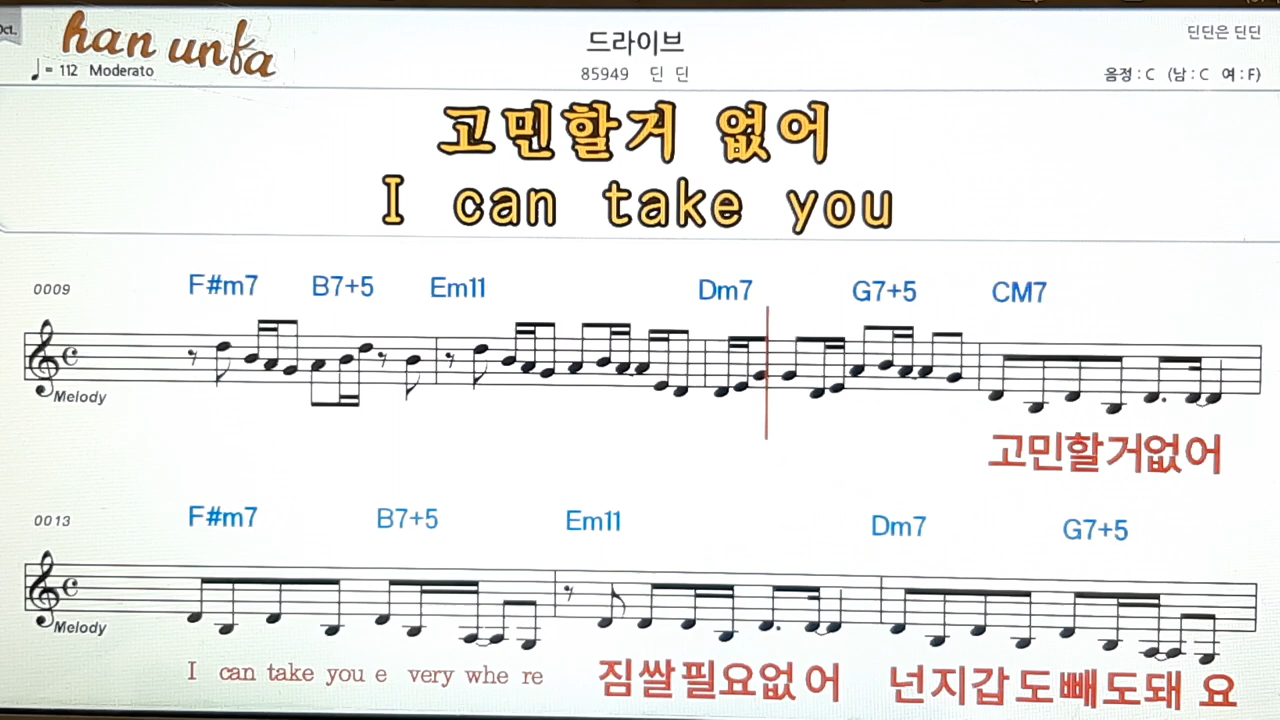 Oct.
han unfa
♩= 112 Moderato
드라이브
85949 딘 딘
딘딘은 딘딘
음정 : C (남 : C 여 : F)
고민할거 없어
I can take you
0009
F#m7 B7+5 Em11 Dm7 G7+5 CM7
Melody
고민할거없어
0013
F#m7 B7+5 Em11 Dm7 G7+5
Melody
I can take you e very whe re 짐쌀필요없어 넌지갑도빼도돼 요